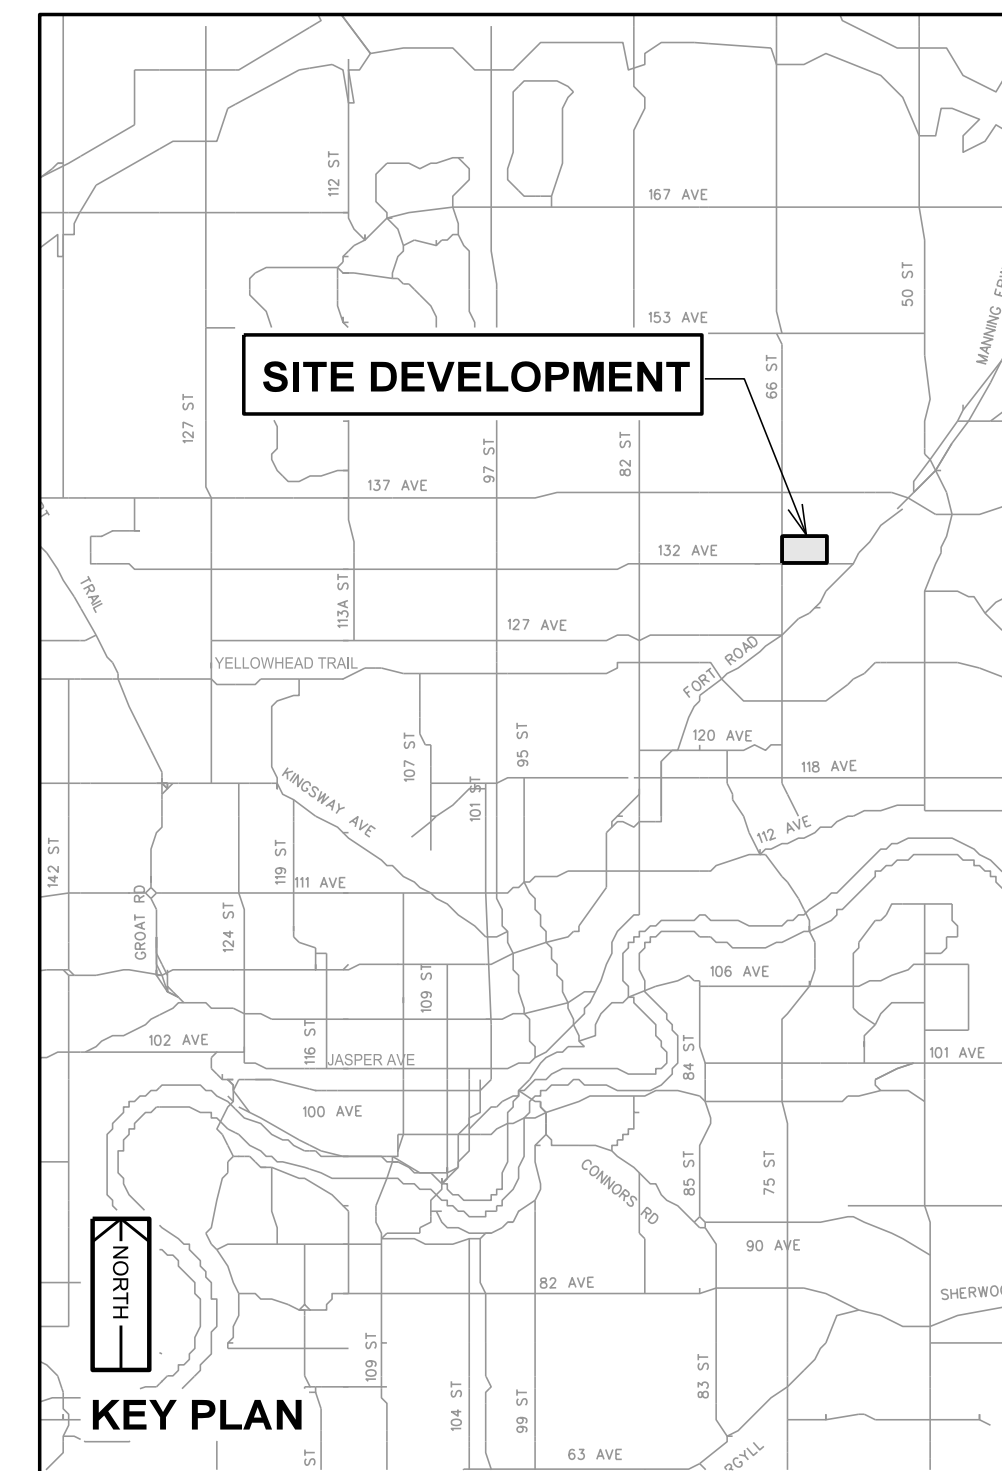 112 ST
167 AVE
50 ST
MANNING
153 AVE
SITE DEVELOPMENT
66 ST
127 ST
97 ST
82 ST
137 AVE
132 AVE
TRAIL
113A ST
127 AVE
YELLOWHEAD TRAIL
FORT ROAD
107 ST
95 ST
120 AVE
118 AVE
KINGSWAY AVE
101 ST
112 AVE
142 ST
119 ST
111 AVE
GROAT RD
124 ST
109 ST
106 AVE
102 AVE
116 ST
JASPER AVE
84 ST
101 AVE
100 AVE
CONNORS RD
85 ST
75 ST
NORTH
90 AVE
82 AVE
SHERWOO
109 ST
83 ST
104 ST
99 ST
KEY PLAN
63 AVE
ST
RGYLL